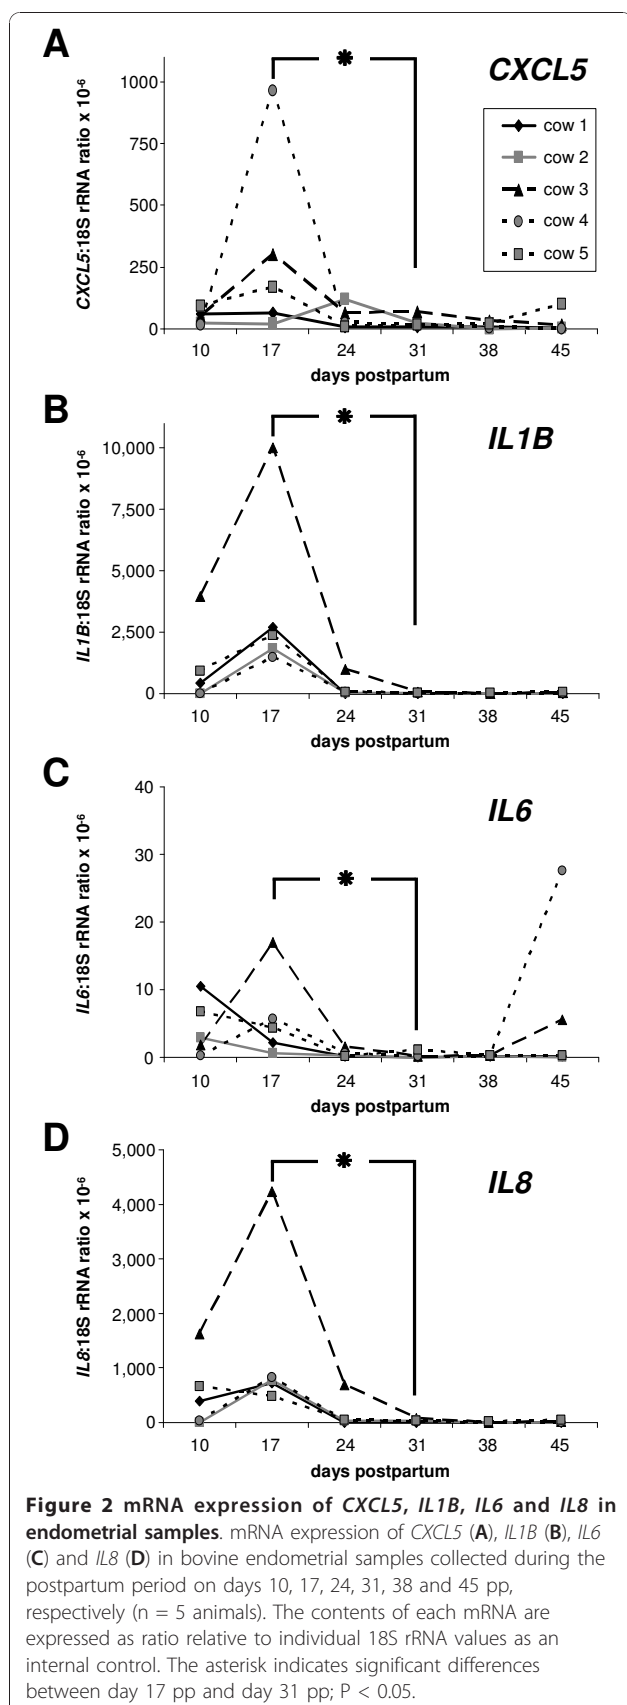 A
CXCL5
CXCL5:18S rRNA ratio x 10-6
1000
750
500
250
0
10 17 24 31 38 45
days postpartum
cow 1
cow 2
cow 3
cow 4
cow 5
B
IL1B
IL1B:18S rRNA ratio x 10-6
10,000
7,500
5,000
2,500
0
10 17 24 31 38 45
days postpartum
C
IL6
IL6:18S rRNA ratio x 10-6
40
30
20
10
0
10 17 24 31 38 45
days postpartum
D
IL8
IL8:18S rRNA ratio x 10-6
5,000
4,000
3,000
2,000
1,000
0
10 17 24 31 38 45
days postpartum
Figure 2 mRNA expression of CXCL5, IL1B, IL6 and IL8 in
endometrial samples. mRNA expression of CXCL5 (A), IL1B (B), IL6
(C) and IL8 (D) in bovine endometrial samples collected during the
postpartum period on days 10, 17, 24, 31, 38 and 45 pp,
respectively (n = 5 animals). The contents of each mRNA are
expressed as ratio relative to individual 18S rRNA values as an
internal control. The asterisk indicates significant differences
between day 17 pp and day 31 pp; P < 0.05.